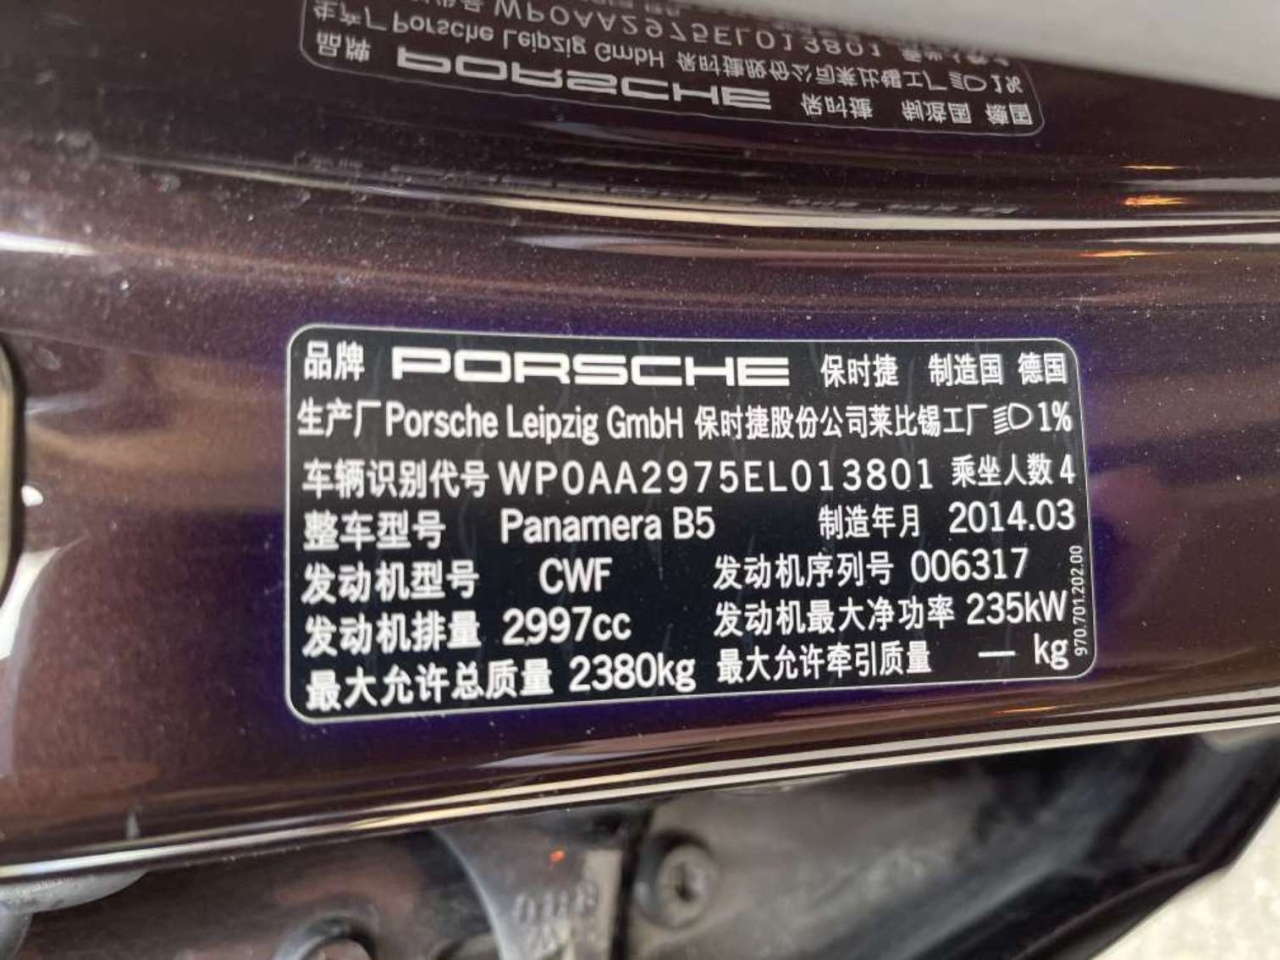 品牌 PORSCHE 保时捷 制造国 德国
生产厂 Porsche Leipzig GmbH 保时捷股份公司莱比锡工厂 1%
车辆识别代号 WP0AA2975EL013801 乘坐人数 4
整车型号 Panamera B5 制造年月 2014.03
发动机型号 CWF 发动机序列号 006317
发动机排量 2997cc 发动机最大净功率 235kW
最大允许总质量 2380kg 最大允许牵引质量 — kg
970.701.202.00